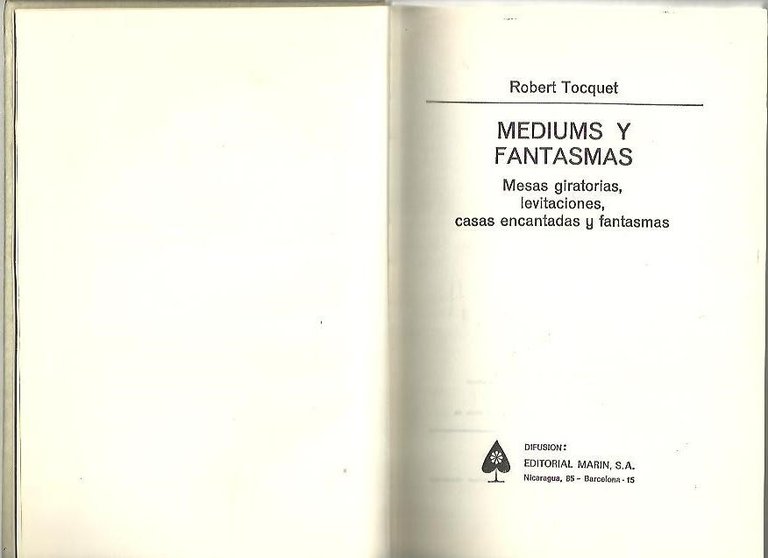 Robert Tocquet
MEDIUMS Y
FANTASMAS
Mesas giratorias,
levitaciones,
casas encantadas y fantasmas
DIFUSION:
EDITORIAL MARIN, S.A.
Nicaragua, 85 - Barcelona - 15